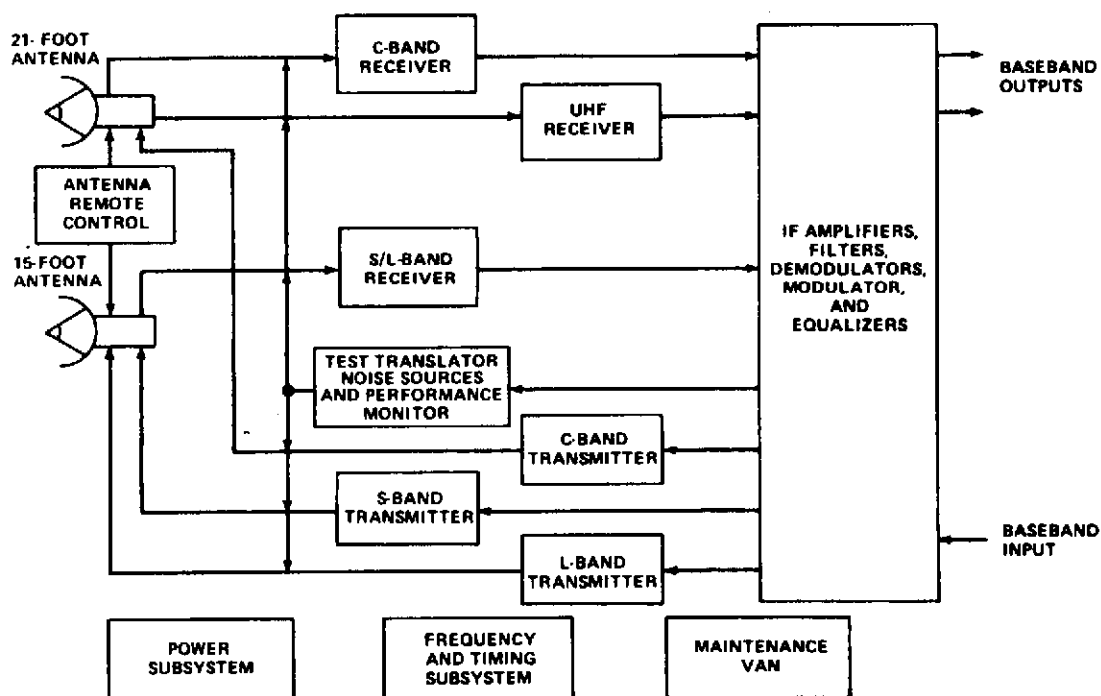 21- FOOT
ANTENNA
C-BAND
RECEIVER
BASEBAND
OUTPUTS
UHF
RECEIVER
ANTENNA
REMOTE
CONTROL
15-FOOT
ANTENNA
S/L-BAND
RECEIVER
IF AMPLIFIERS,
FILTERS,
DEMODULATORS,
MODULATOR,
AND
EQUALIZERS
TEST TRANSLATOR
NOISE SOURCES
AND PERFORMANCE
MONITOR
C-BAND
TRANSMITTER
S-BAND
TRANSMITTER
BASEBAND
INPUT
L-BAND
TRANSMITTER
POWER
SUBSYSTEM
FREQUENCY
AND TIMING
SUBSYSTEM
MAINTENANCE
VAN